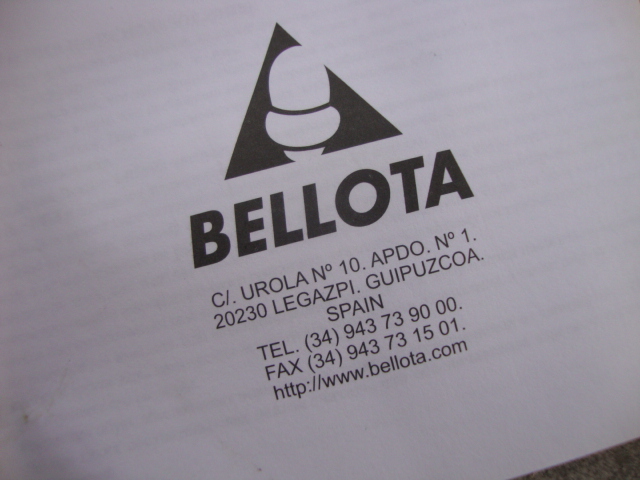 BELLOTA
C/. UROLA Nº 10. APDO. Nº 1.
20230 LEGAZPI. GUIPUZCOA.
SPAIN
TEL. (34) 943 73 90 00.
FAX (34) 943 73 15 01.
http://www.bellota.com